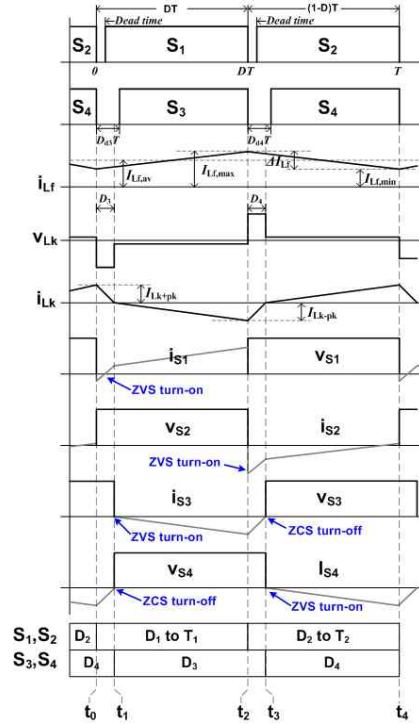 DT (1-D)T
Dead time Dead time
S2 S1 S2
0 DT T
S4 S3 S4
Dd3T Dd4T
iLf ILf,av ILf,max ΔILf ILf,min
D3 D4
vLk
iLk ILk+pk ILk-pk
iS1 vS1
ZVS turn-on
vS2 iS2
ZVS turn-on
iS3 vS3
ZVS turn-on ZCS turn-off
vS4 IS4
ZCS turn-off ZVS turn-on
S1,S2 D2 D1 to T1 D2 to T2
S3,S4 D4 D3 D4
t0 t1 t2 t3 t4